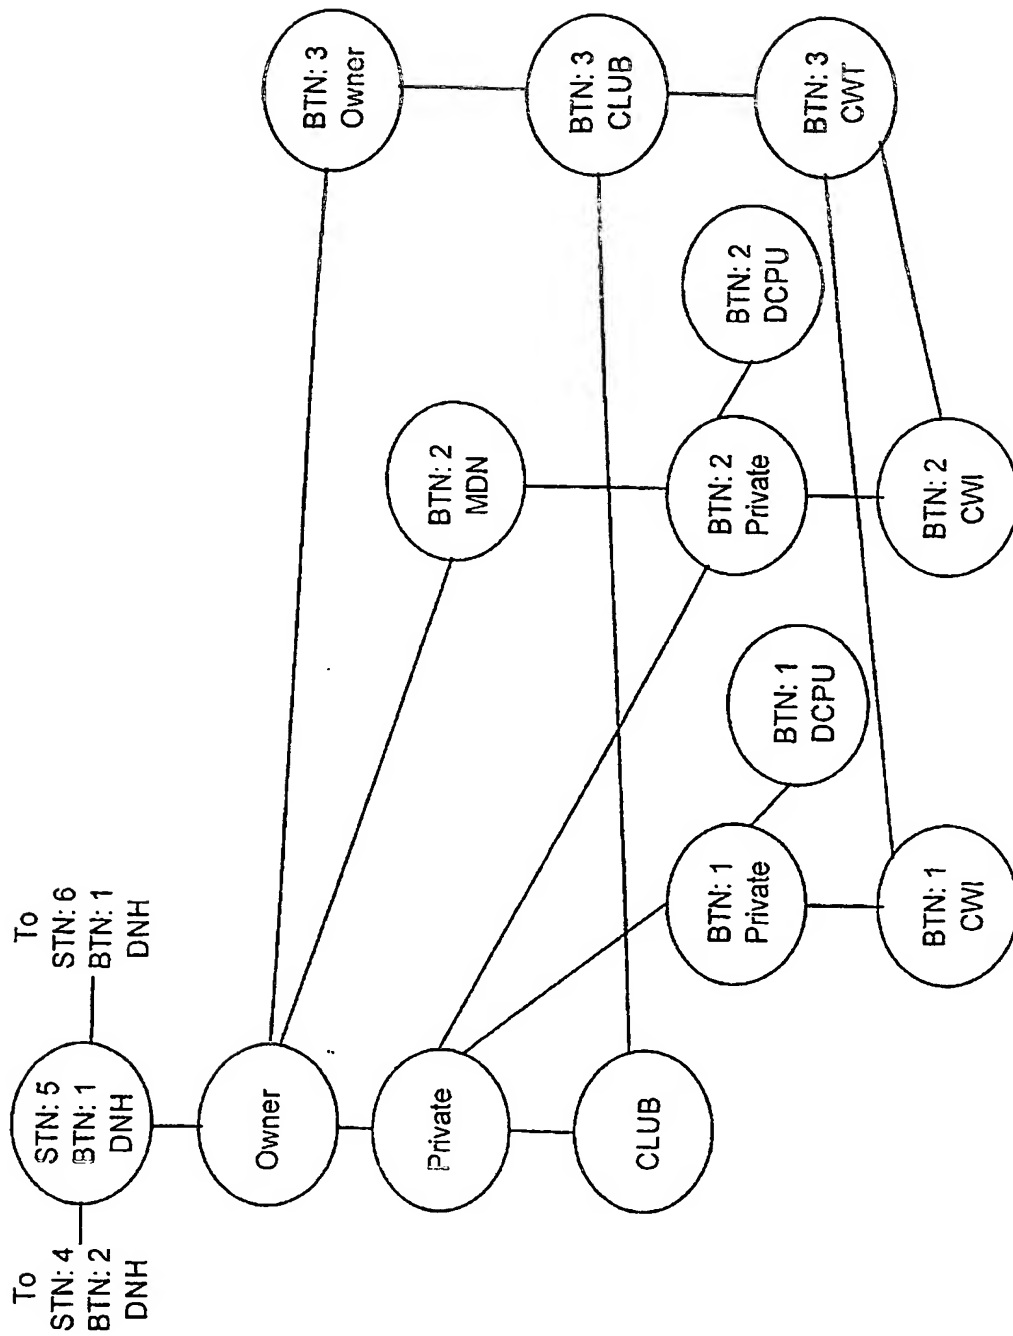 To
STN: 4
BTN: 2
DNH
STN: 5
BTN: 1
DNH
To
STN: 6
BTN: 1
DNH
Owner
BTN: 3
Owner
Private
BTN: 2
MDN
BTN: 3
CLUB
CLUB
BTN: 1
Private
BTN: 2
Private
BTN: 2
DCPU
BTN: 1
DCPU
BTN: 3
CWT
BTN: 1
CWI
BTN: 2
CWI